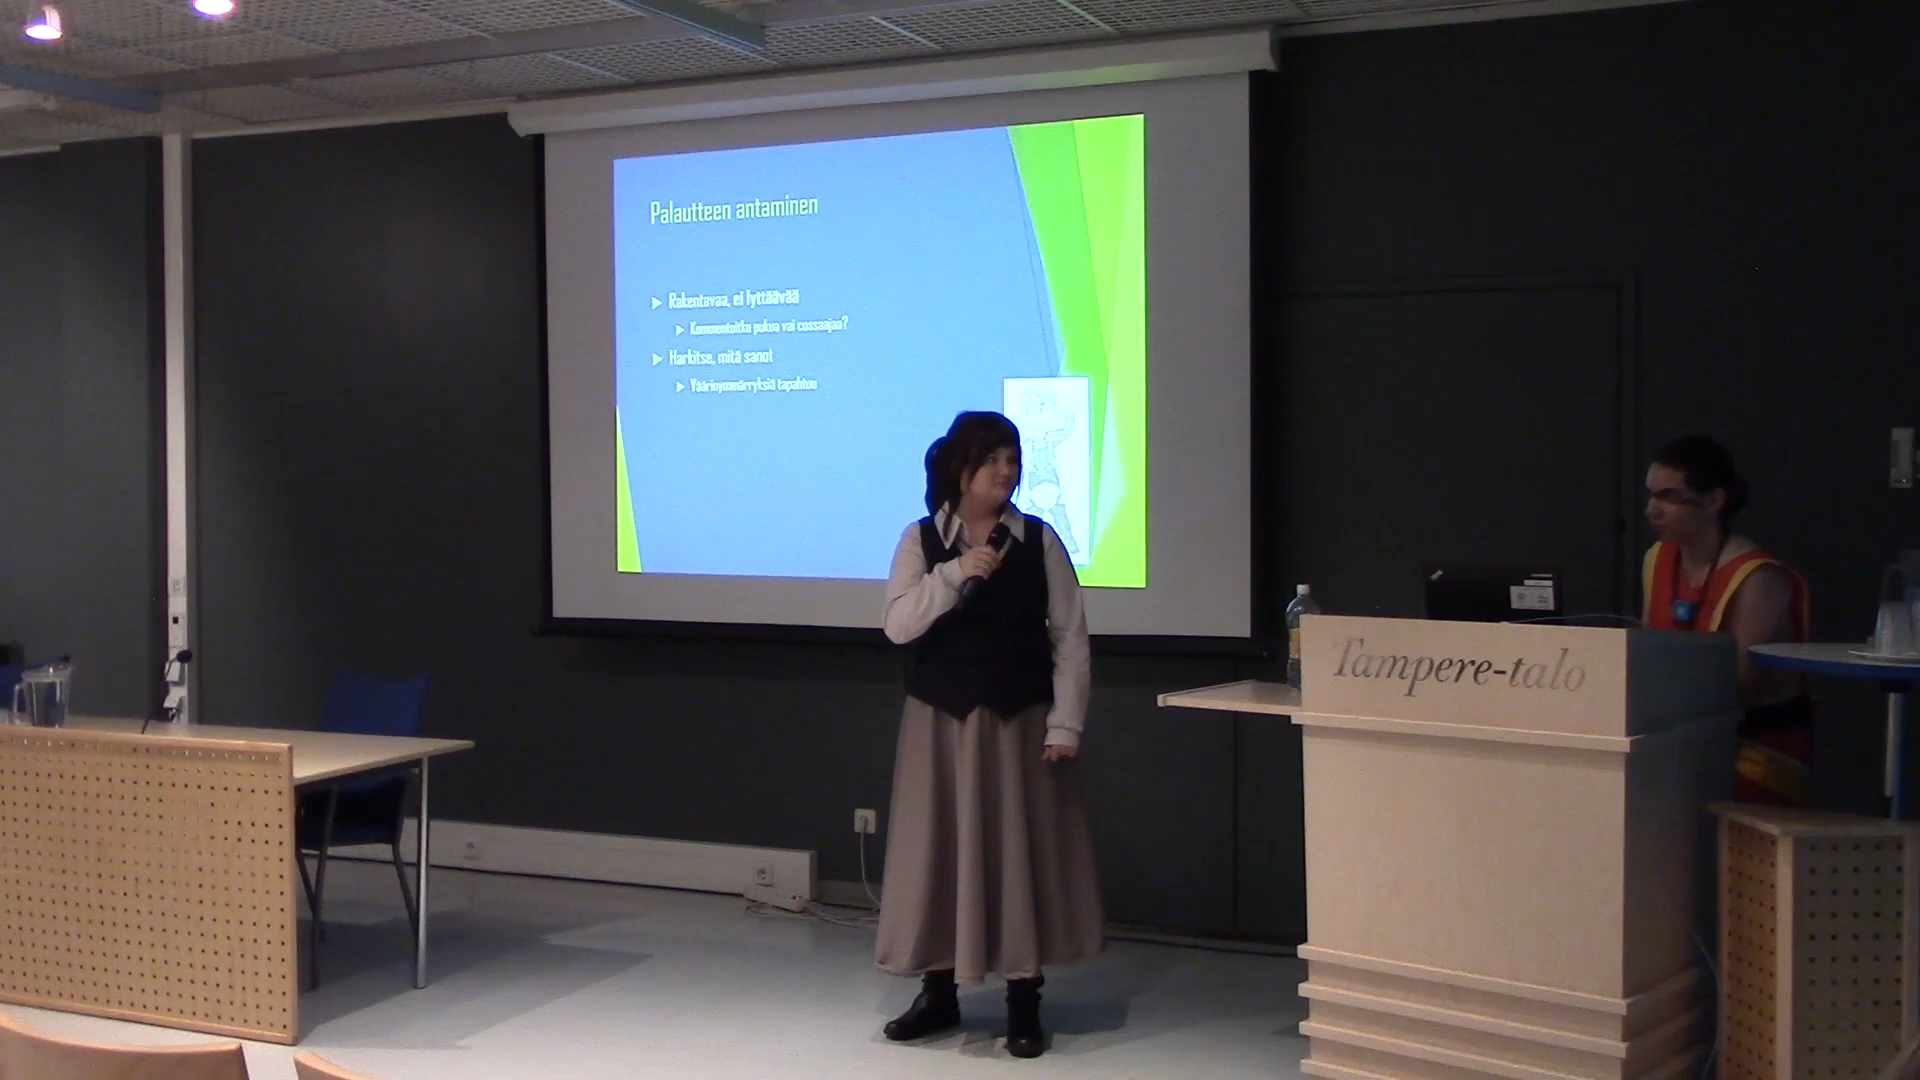 Palautteen antaminen
Rakentavaa, ei lyttäävää
Kommentoitko pukua vai cossaajaa?
Harkitse, mitä sanot
Väärinymmärryksiä tapahtuu
Tampere-talo